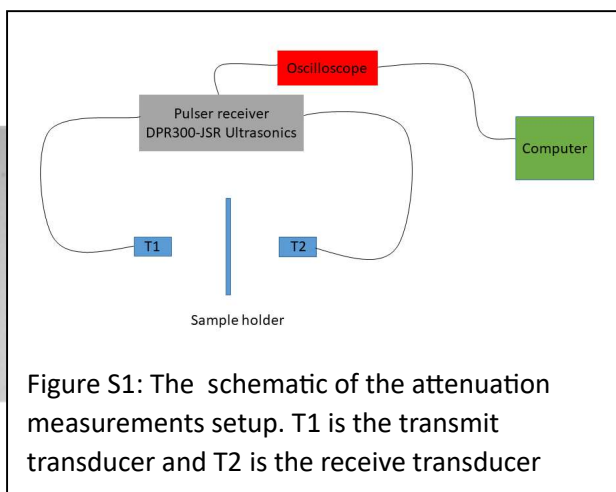 Oscilloscope
Pulser receiver
DPR300-JSR Ultrasonics
Computer
T1
T2
Sample holder
Figure S1: The schematic of the attenuation
measurements setup. T1 is the transmit
transducer and T2 is the receive transducer